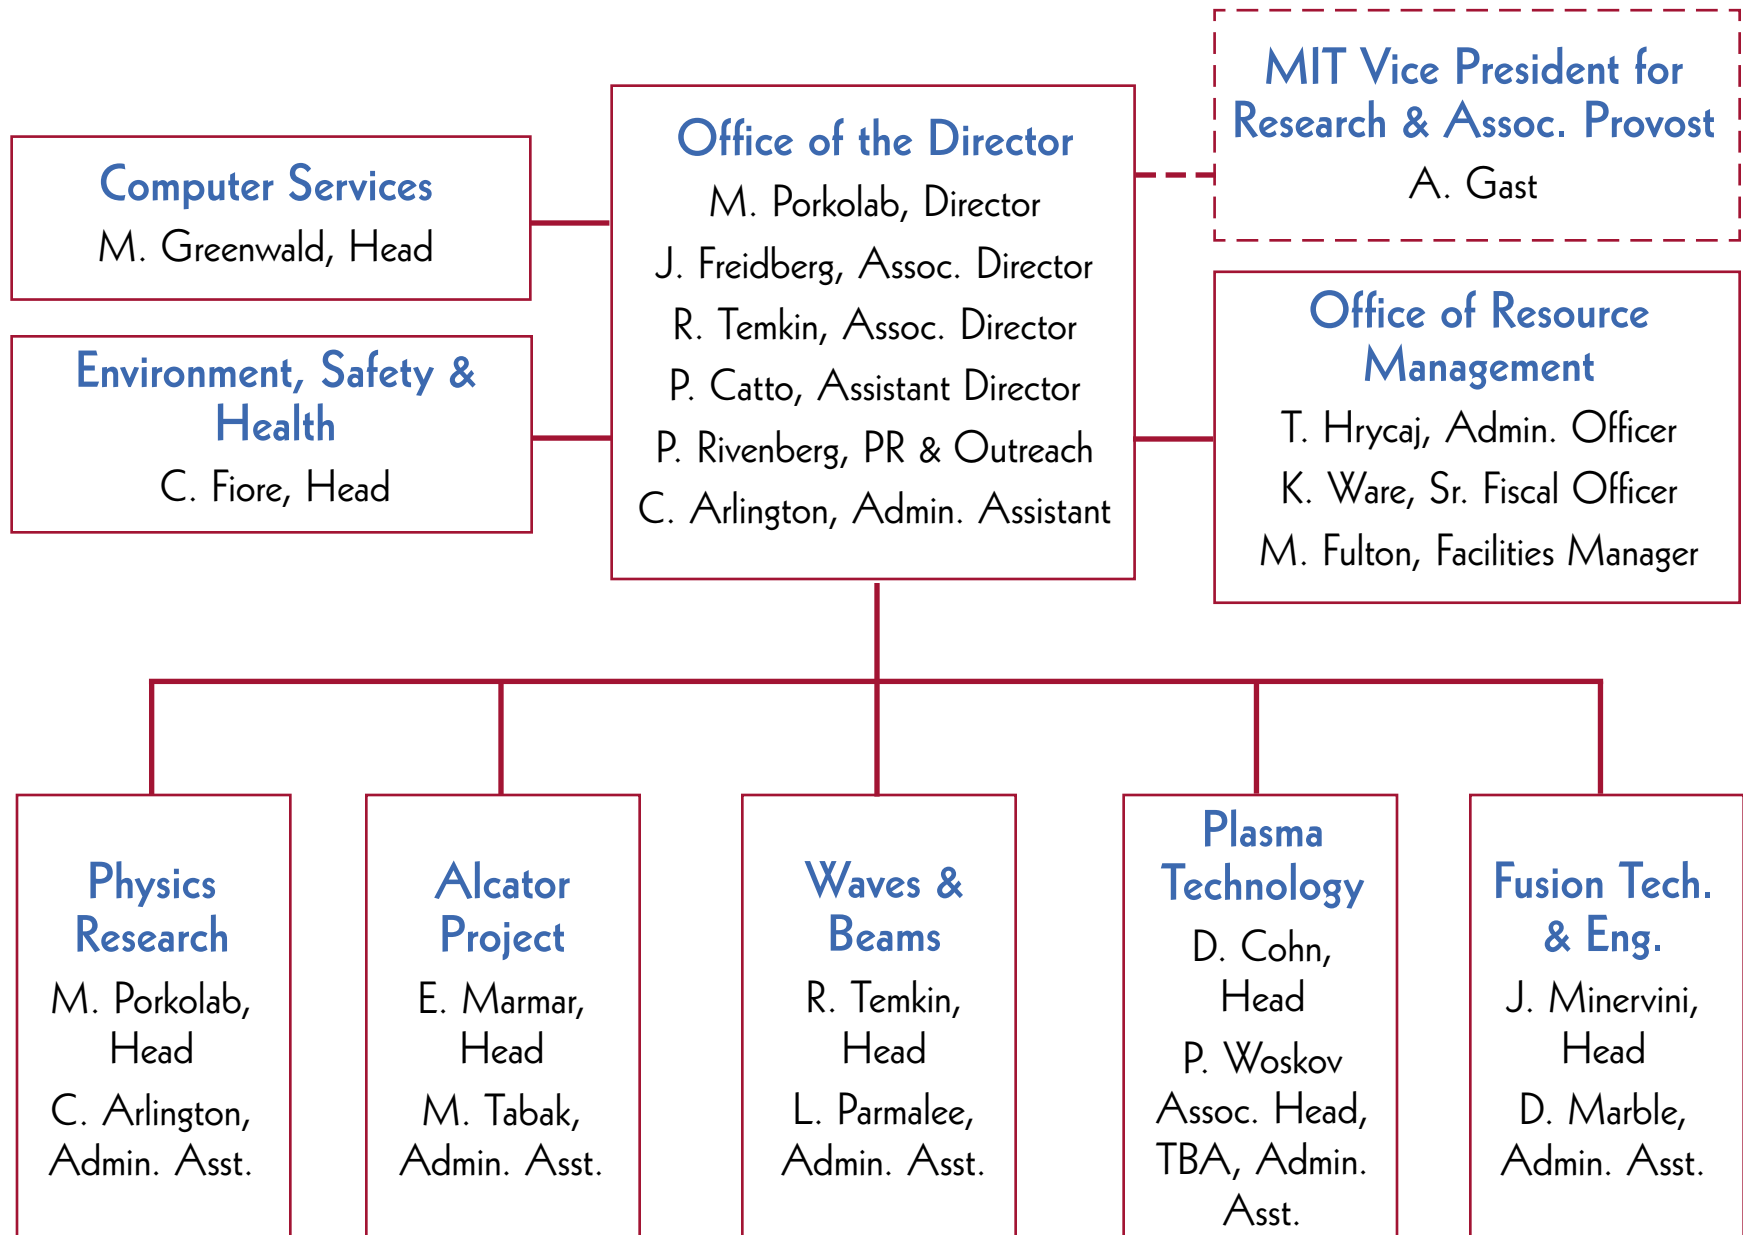 MIT Vice President for
Research & Assoc. Provost
A. Gast
Office of the Director
M. Porkolab, Director
J. Freidberg, Assoc. Director
R. Temkin, Assoc. Director
P. Catto, Assistant Director
P. Rivenberg, PR & Outreach
C. Arlington, Admin. Assistant
Computer Services
M. Greenwald, Head
Environment, Safety &
Health
C. Fiore, Head
Office of Resource
Management
T. Hrycaj, Admin. Officer
K. Ware, Sr. Fiscal Officer
M. Fulton, Facilities Manager
Physics
Research
M. Porkolab,
Head
C. Arlington,
Admin. Asst.
Alcator
Project
E. Marmar,
Head
M. Tabak,
Admin. Asst.
Waves &
Beams
R. Temkin,
Head
L. Parmalee,
Admin. Asst.
Plasma
Technology
D. Cohn,
Head
P. Woskov
Assoc. Head,
TBA, Admin.
Asst.
Fusion Tech.
& Eng.
J. Minervini,
Head
D. Marble,
Admin. Asst.